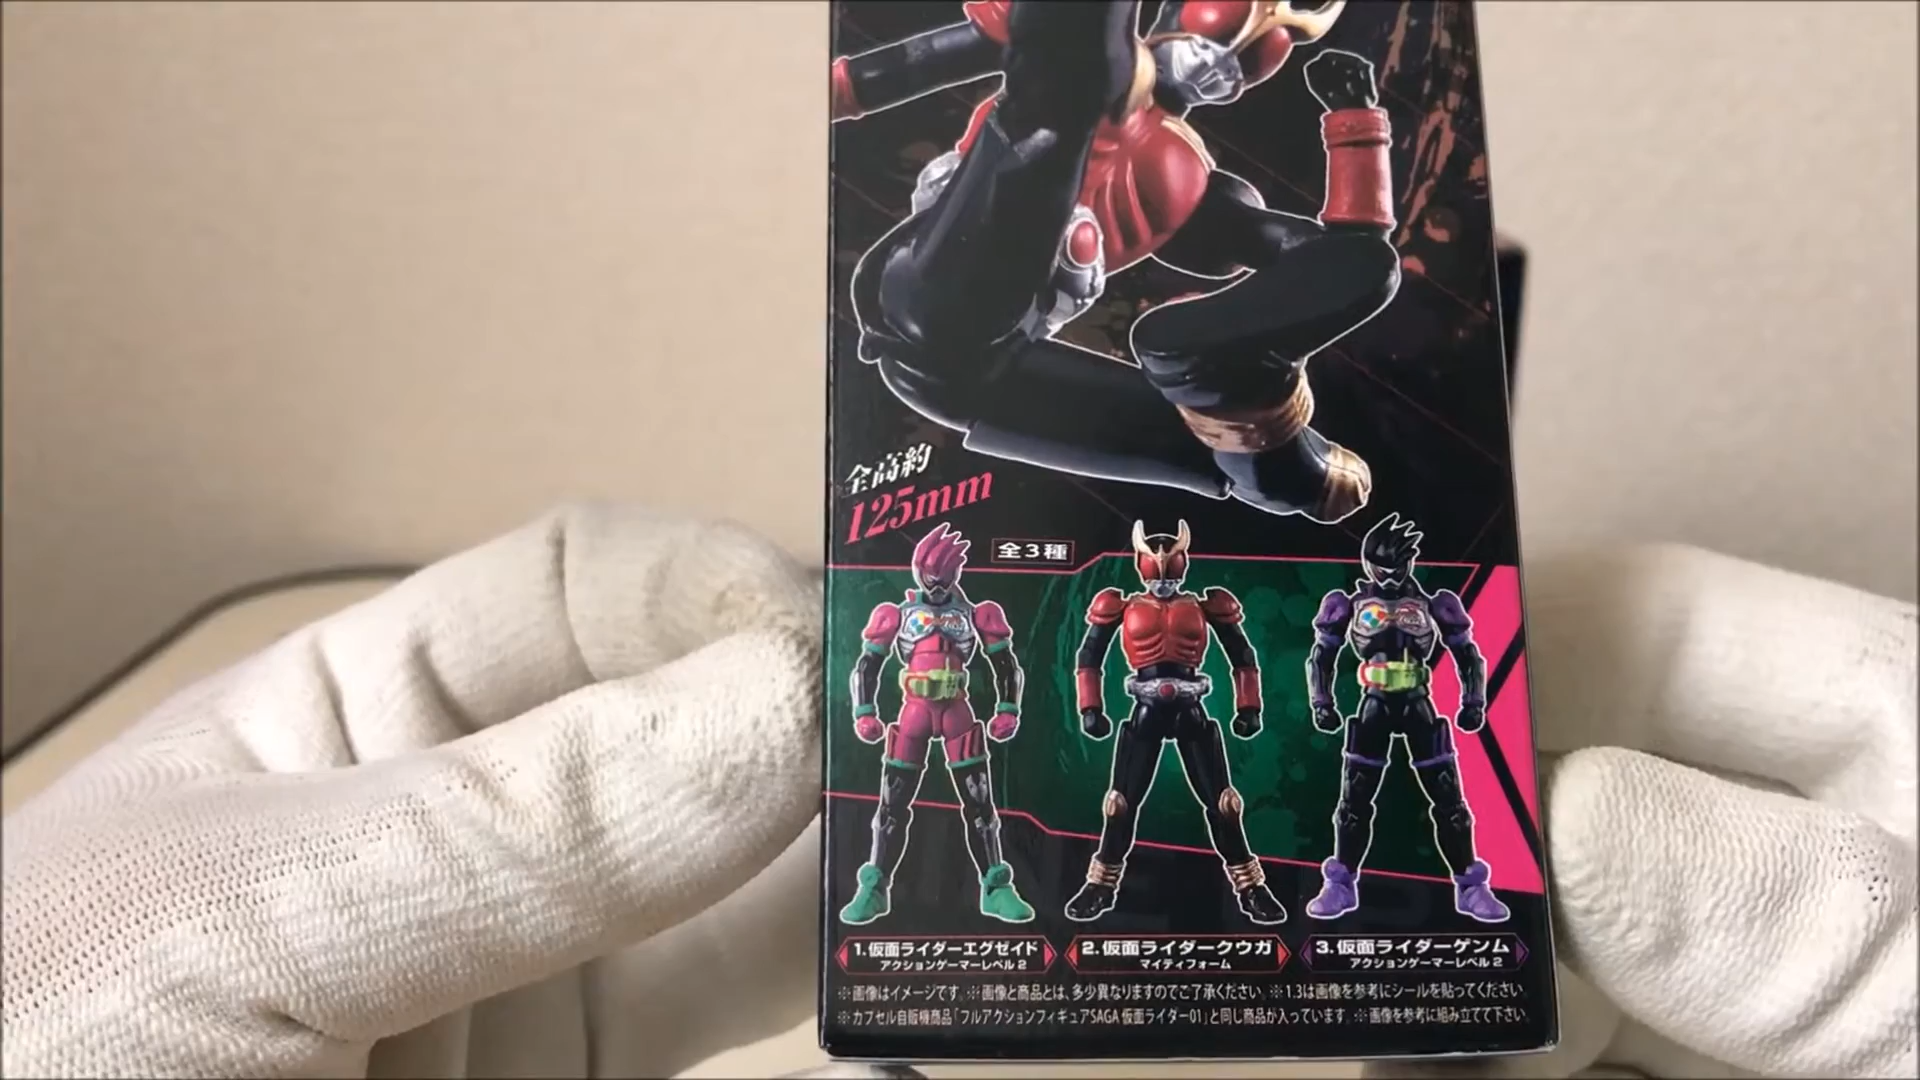 全高約
125mm
全3種
1.仮面ライダーエグゼイド
アクションゲーマーレベル2
2.仮面ライダークウガ
マイティフォーム
3.仮面ライダーゲンム
アクションゲーマーレベル2
※画像はイメージです。※画像と商品とは、多少異なりますのでご了承ください。※1.3は画像を参考にシールを貼ってください。
※カプセル自販機商品「フルアクションフィギュアSAGA 仮面ライダー01」と同じ商品が入っています。※画像を参考に組み立てて下さい。